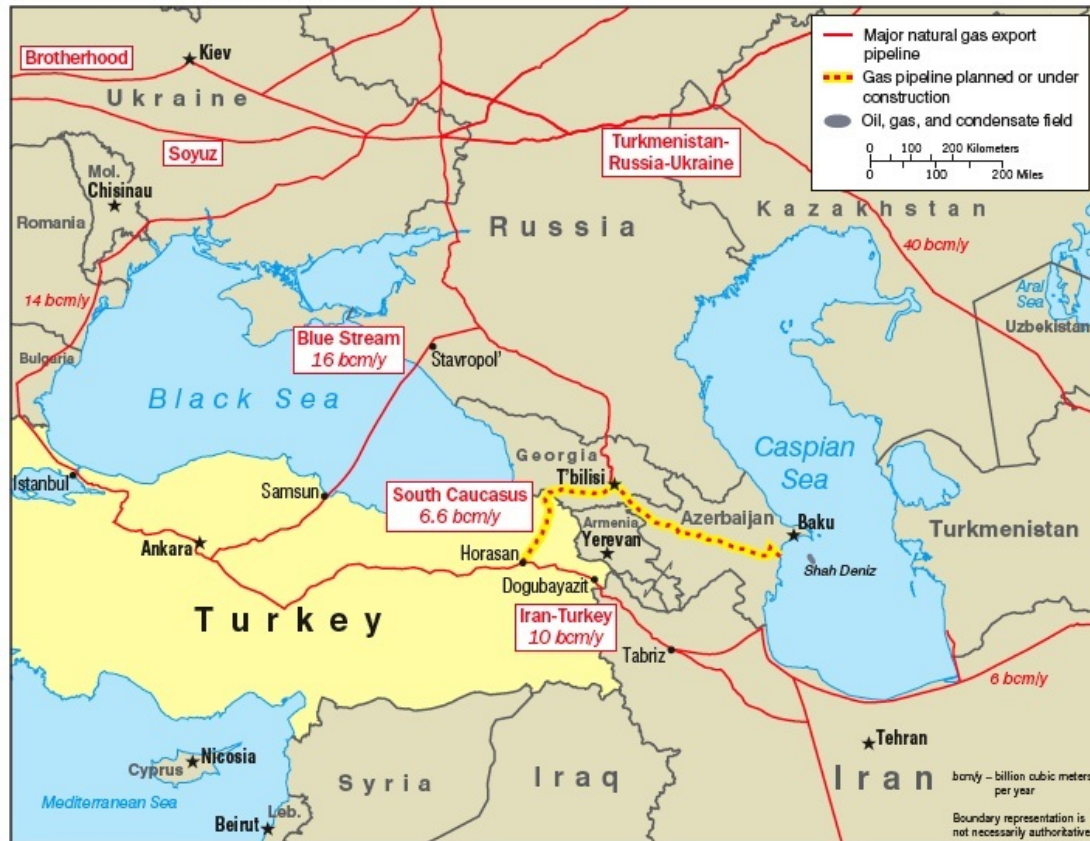 Major natural gas export
pipeline
Gas pipeline planned or under
construction
Oil, gas, and condensate field
0 100 200 Kilometers
0 100 200 Miles
Brotherhood
Kiev
Ukraine
Soyuz
Turkmenistan-
Russia-Ukraine
Mol.
Chisinau
Romania
Russia
Kazakhstan
40 bcm/y
Aral
Sea
Uzbekistan
14 bcm/y
Bulgaria
Blue Stream
16 bcm/y
Stavropol'
Black Sea
Caspian
Sea
Georgia
T'bilisi
Istanbul
Samsun
South Caucasus
6.6 bcm/y
Armenia
Yerevan
Azerbaijan
Baku
Turkmenistan
Ankara
Horasan
Shah Deniz
Dogubayazit
Turkey
Iran-Turkey
10 bcm/y
Tabriz
6 bcm/y
Tehran
Nicosia
Cyprus
Syria
Iraq
Iran
Mediterranean Sea
Leb.
Beirut
bcm/y – billion cubic meters
per year
Boundary representation is
not necessarily authoritative